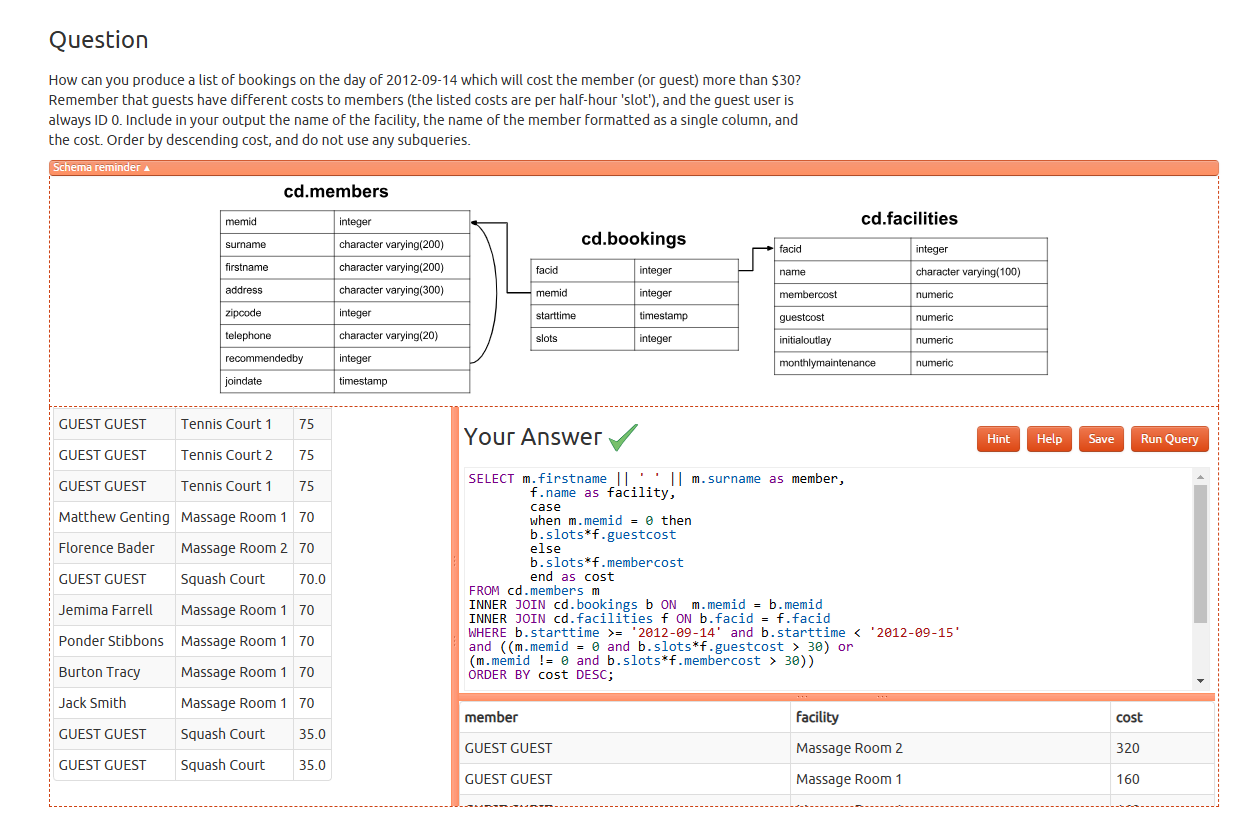 Question
How can you produce a list of bookings on the day of 2012-09-14 which will cost the member (or guest) more than $30?
Remember that guests have different costs to members (the listed costs are per half-hour 'slot'), and the guest user is
always ID 0. Include in your output the name of the facility, the name of the member formatted as a single column, and
the cost. Order by descending cost, and do not use any subqueries.
Schema reminder ▲
cd.members
memid integer
surname character varying(200)
firstname character varying(200)
address character varying(300)
zipcode integer
telephone character varying(20)
recommendedby integer
joindate timestamp
cd.bookings
facid integer
memid integer
starttime timestamp
slots integer
cd.facilities
facid integer
name character varying(100)
membercost numeric
guestcost numeric
initialoutlay numeric
monthlymaintenance numeric
GUEST GUEST Tennis Court 1 75
GUEST GUEST Tennis Court 2 75
GUEST GUEST Tennis Court 1 75
Matthew Genting Massage Room 1 70
Florence Bader Massage Room 2 70
GUEST GUEST Squash Court 70.0
Jemima Farrell Massage Room 1 70
Ponder Stibbons Massage Room 1 70
Burton Tracy Massage Room 1 70
Jack Smith Massage Room 1 70
GUEST GUEST Squash Court 35.0
GUEST GUEST Squash Court 35.0
Your Answer
Hint Help Save Run Query
SELECT m.firstname || ' ' || m.surname as member,
f.name as facility,
case
when m.memid = 0 then
b.slots*f.guestcost
else
b.slots*f.membercost
end as cost
FROM cd.members m
INNER JOIN cd.bookings b ON  m.memid = b.memid
INNER JOIN cd.facilities f ON b.facid = f.facid
WHERE b.starttime >= '2012-09-14' and b.starttime < '2012-09-15'
and ((m.memid = 0 and b.slots*f.guestcost > 30) or
(m.memid != 0 and b.slots*f.membercost > 30))
ORDER BY cost DESC;
member facility cost
GUEST GUEST Massage Room 2 320
GUEST GUEST Massage Room 1 160